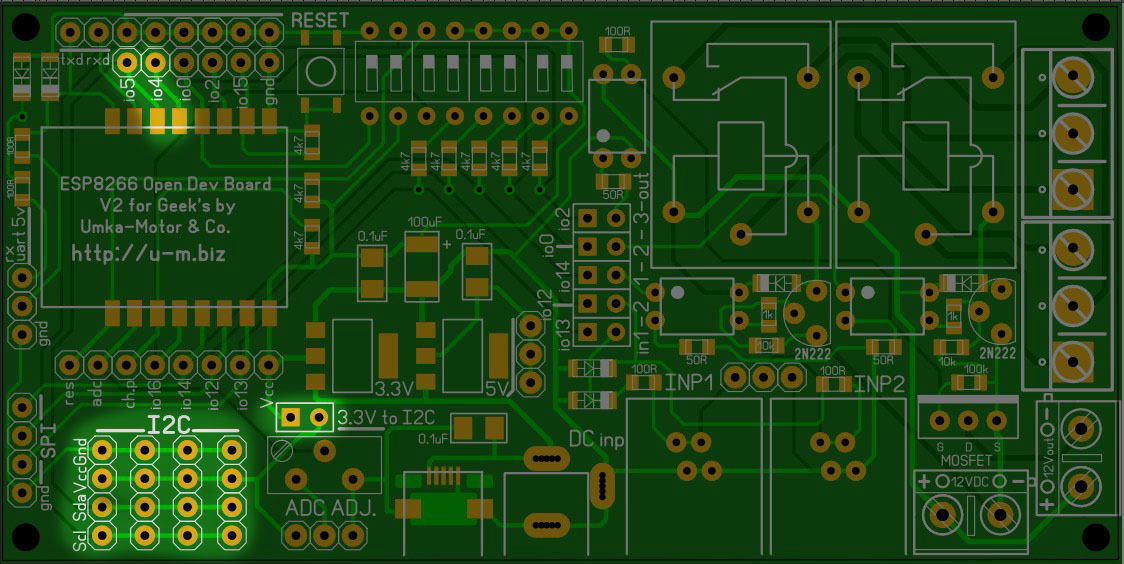 RESET
txd rxd
io5
io4
io0
io2
io15
gnd
100R
100R
100R
4k7
4k7
4k7
4k7
4k7
4k7
4k7
4k7
ESP8266 Open Dev Board
V2 for Geek's by
Umka-Motor & Co.
http://u-m.biz
rx
uart 5v
gnd
0.1uF
100uF
+
0.1uF
50R
io2
io0
io14
io12
io13
in1-2 1-2-3-out
1k
10k
2N222
50R
1k
10k
2N222
50R
3.3V
5V
res
adc
ch.p
io16
io14
io12
io13
Vcc
100R
INP1
100R
INP2
100k
3.3V to I2C
I2C
SPI
gnd
Gnd
Vcc
Sda
Scl
0.1uF
DC inp
G D S
MOSFET
+ 12VDC -
- 12Vout +
ADC ADJ.